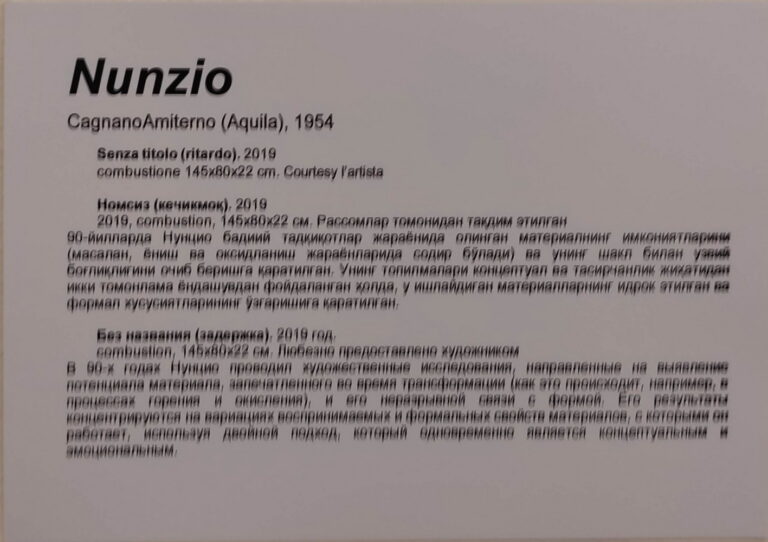 Nunzio
CagnanoAmiterno (Aquila), 1954
Senza titolo (ritardo). 2019
combustione 145x80x22 cm. Courtesy l'artista
Номсиз (кечикмоқ). 2019
2019, combustion, 145x80x22 см. Рассомлар томонидан такдим этилган
90-йилларда Нунцио бадиий тадқиқотлар жараёнида олинган материалнинг имкониятларини
(масалан, ёниш ва оксидланиш жараёнларида содир бўлади) ва унинг шакл билан узвий
боғлиқлигини очиб беришга қаратилган. Унинг топилмалари концептуал ва тасирчанлик жиҳатидан
икки томонлама ёндашувдан фойдаланган ҳолда, у ишлайдиган материалларнинг идрок этилган ва
формал хусусиятларининг ўзгаришига қаратилган.
Без названия (задержка). 2019 год.
combustion, 145x80x22 см. Любезно предоставлено художником
В 90-х годах Нунцио проводил художественные исследования, направленные на выявление
потенциала материала, запечатленного во время трансформации (как это происходит, например, в
процессах горения и окисления), и его неразрывной связи с формой. Его результаты
концентрируются на вариациях воспринимаемых и формальных свойств материалов, с которыми он
работает, используя двойной подход, который одновременно является концептуальным и
эмоциональным.